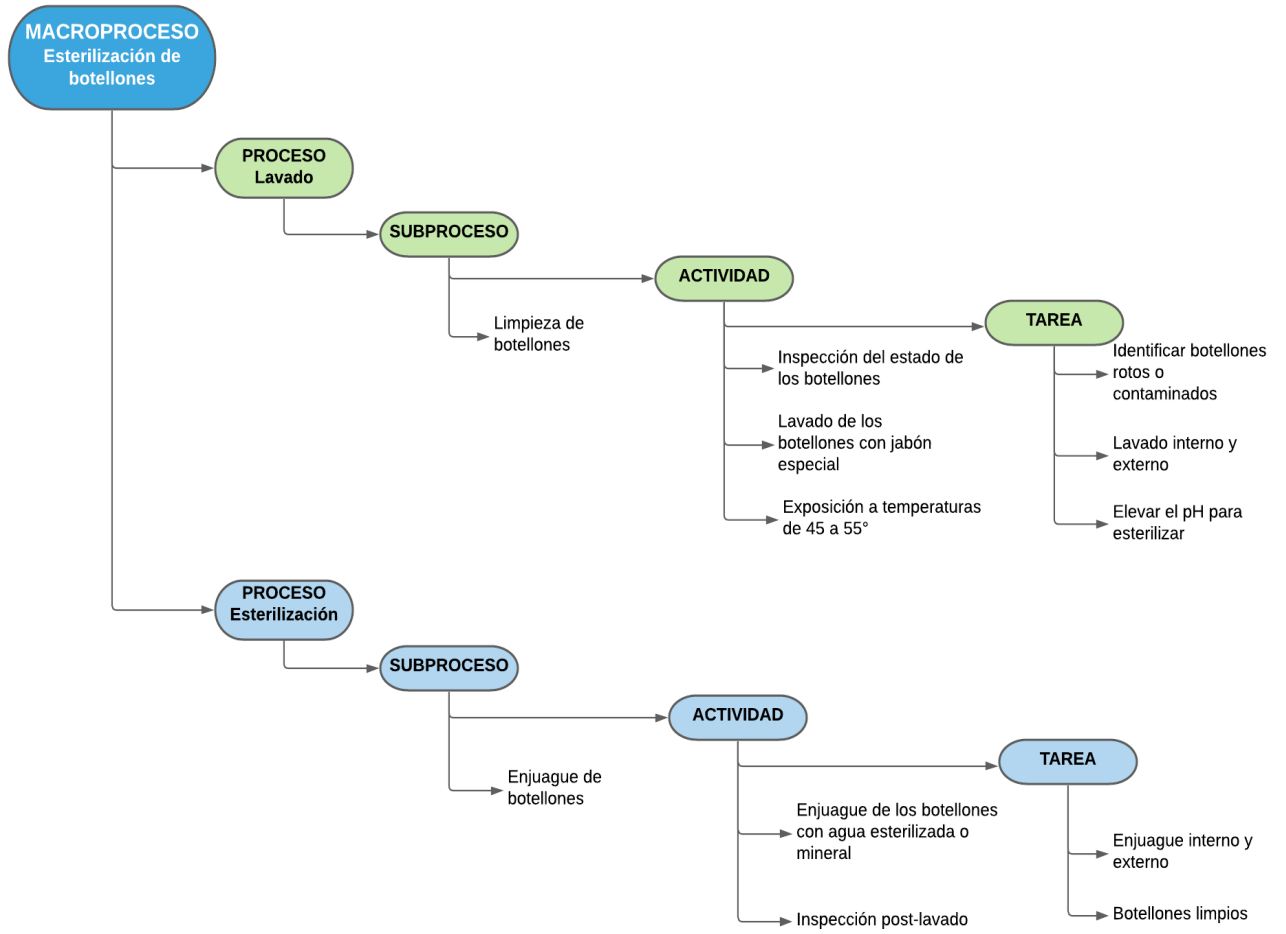 MACROPROCESO
Esterilización de
botellones
PROCESO
Lavado
SUBPROCESO
Limpieza de
botellones
ACTIVIDAD
Inspección del estado de
los botellones
Lavado de los
botellones con jabón
especial
Exposición a temperaturas
de 45 a 55°
TAREA
Identificar botellones
rotos o
contaminados
Lavado interno y
externo
Elevar el pH para
esterilizar
PROCESO
Esterilización
SUBPROCESO
Enjuague de
botellones
ACTIVIDAD
Enjuague de los botellones
con agua esterilizada o
mineral
Inspección post-lavado
TAREA
Enjuague interno y
externo
Botellones limpios